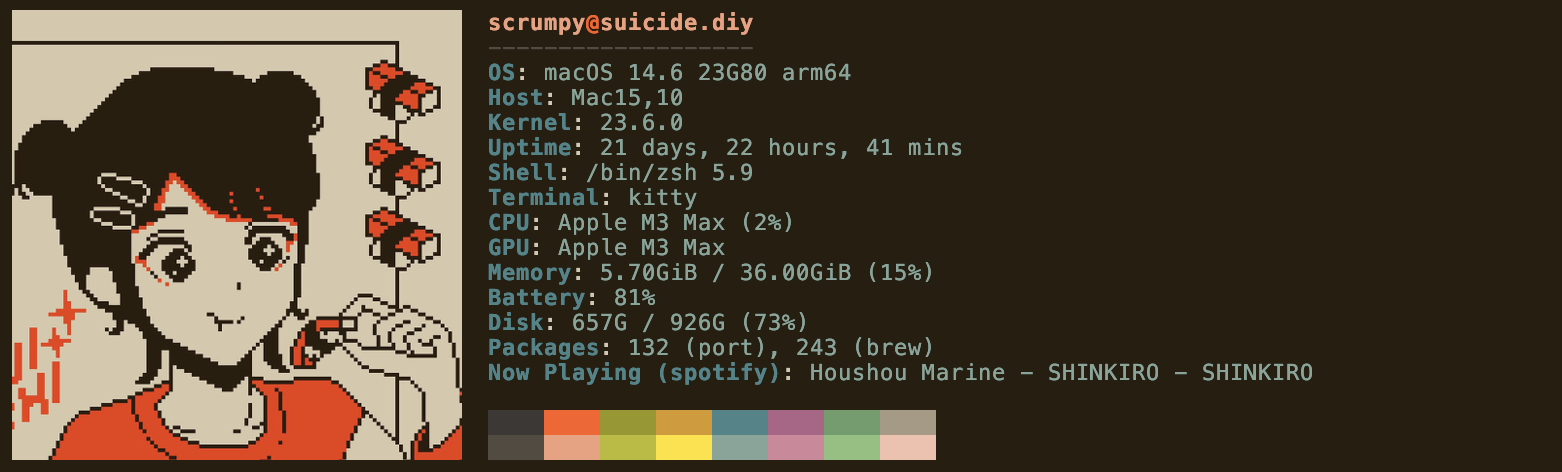 scrumpy@suicide.diy
-------------------
OS: macOS 14.6 23G80 arm64
Host: Mac15,10
Kernel: 23.6.0
Uptime: 21 days, 22 hours, 41 mins
Shell: /bin/zsh 5.9
Terminal: kitty
CPU: Apple M3 Max (2%)
GPU: Apple M3 Max
Memory: 5.70GiB / 36.00GiB (15%)
Battery: 81%
Disk: 657G / 926G (73%)
Packages: 132 (port), 243 (brew)
Now Playing (spotify): Houshou Marine - SHINKIRO - SHINKIRO